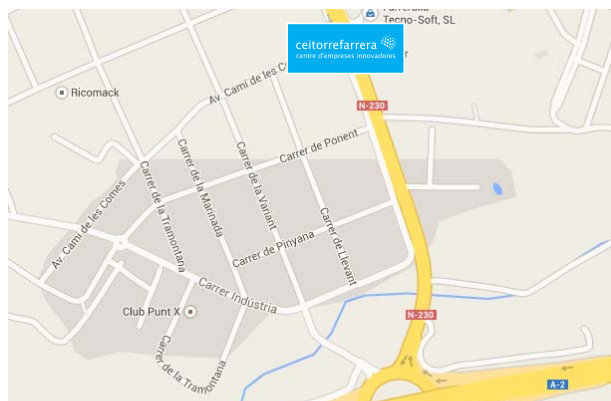 Tecno-Soft, SL
ceitorrefarrera
centre d'empreses innovadores
Ricomack
Av. Camí de les Co
N-230
Carrer de Ponent
Carrer de la Tramontana
Carrer de la Marinada
Carrer de la Variant
Carrer de Llevant
Av. Camí de les Comes
Carrer de Pinyana
Carrer Indústria
Club Punt X
N-230
Carrer de la Tramontana
A-2